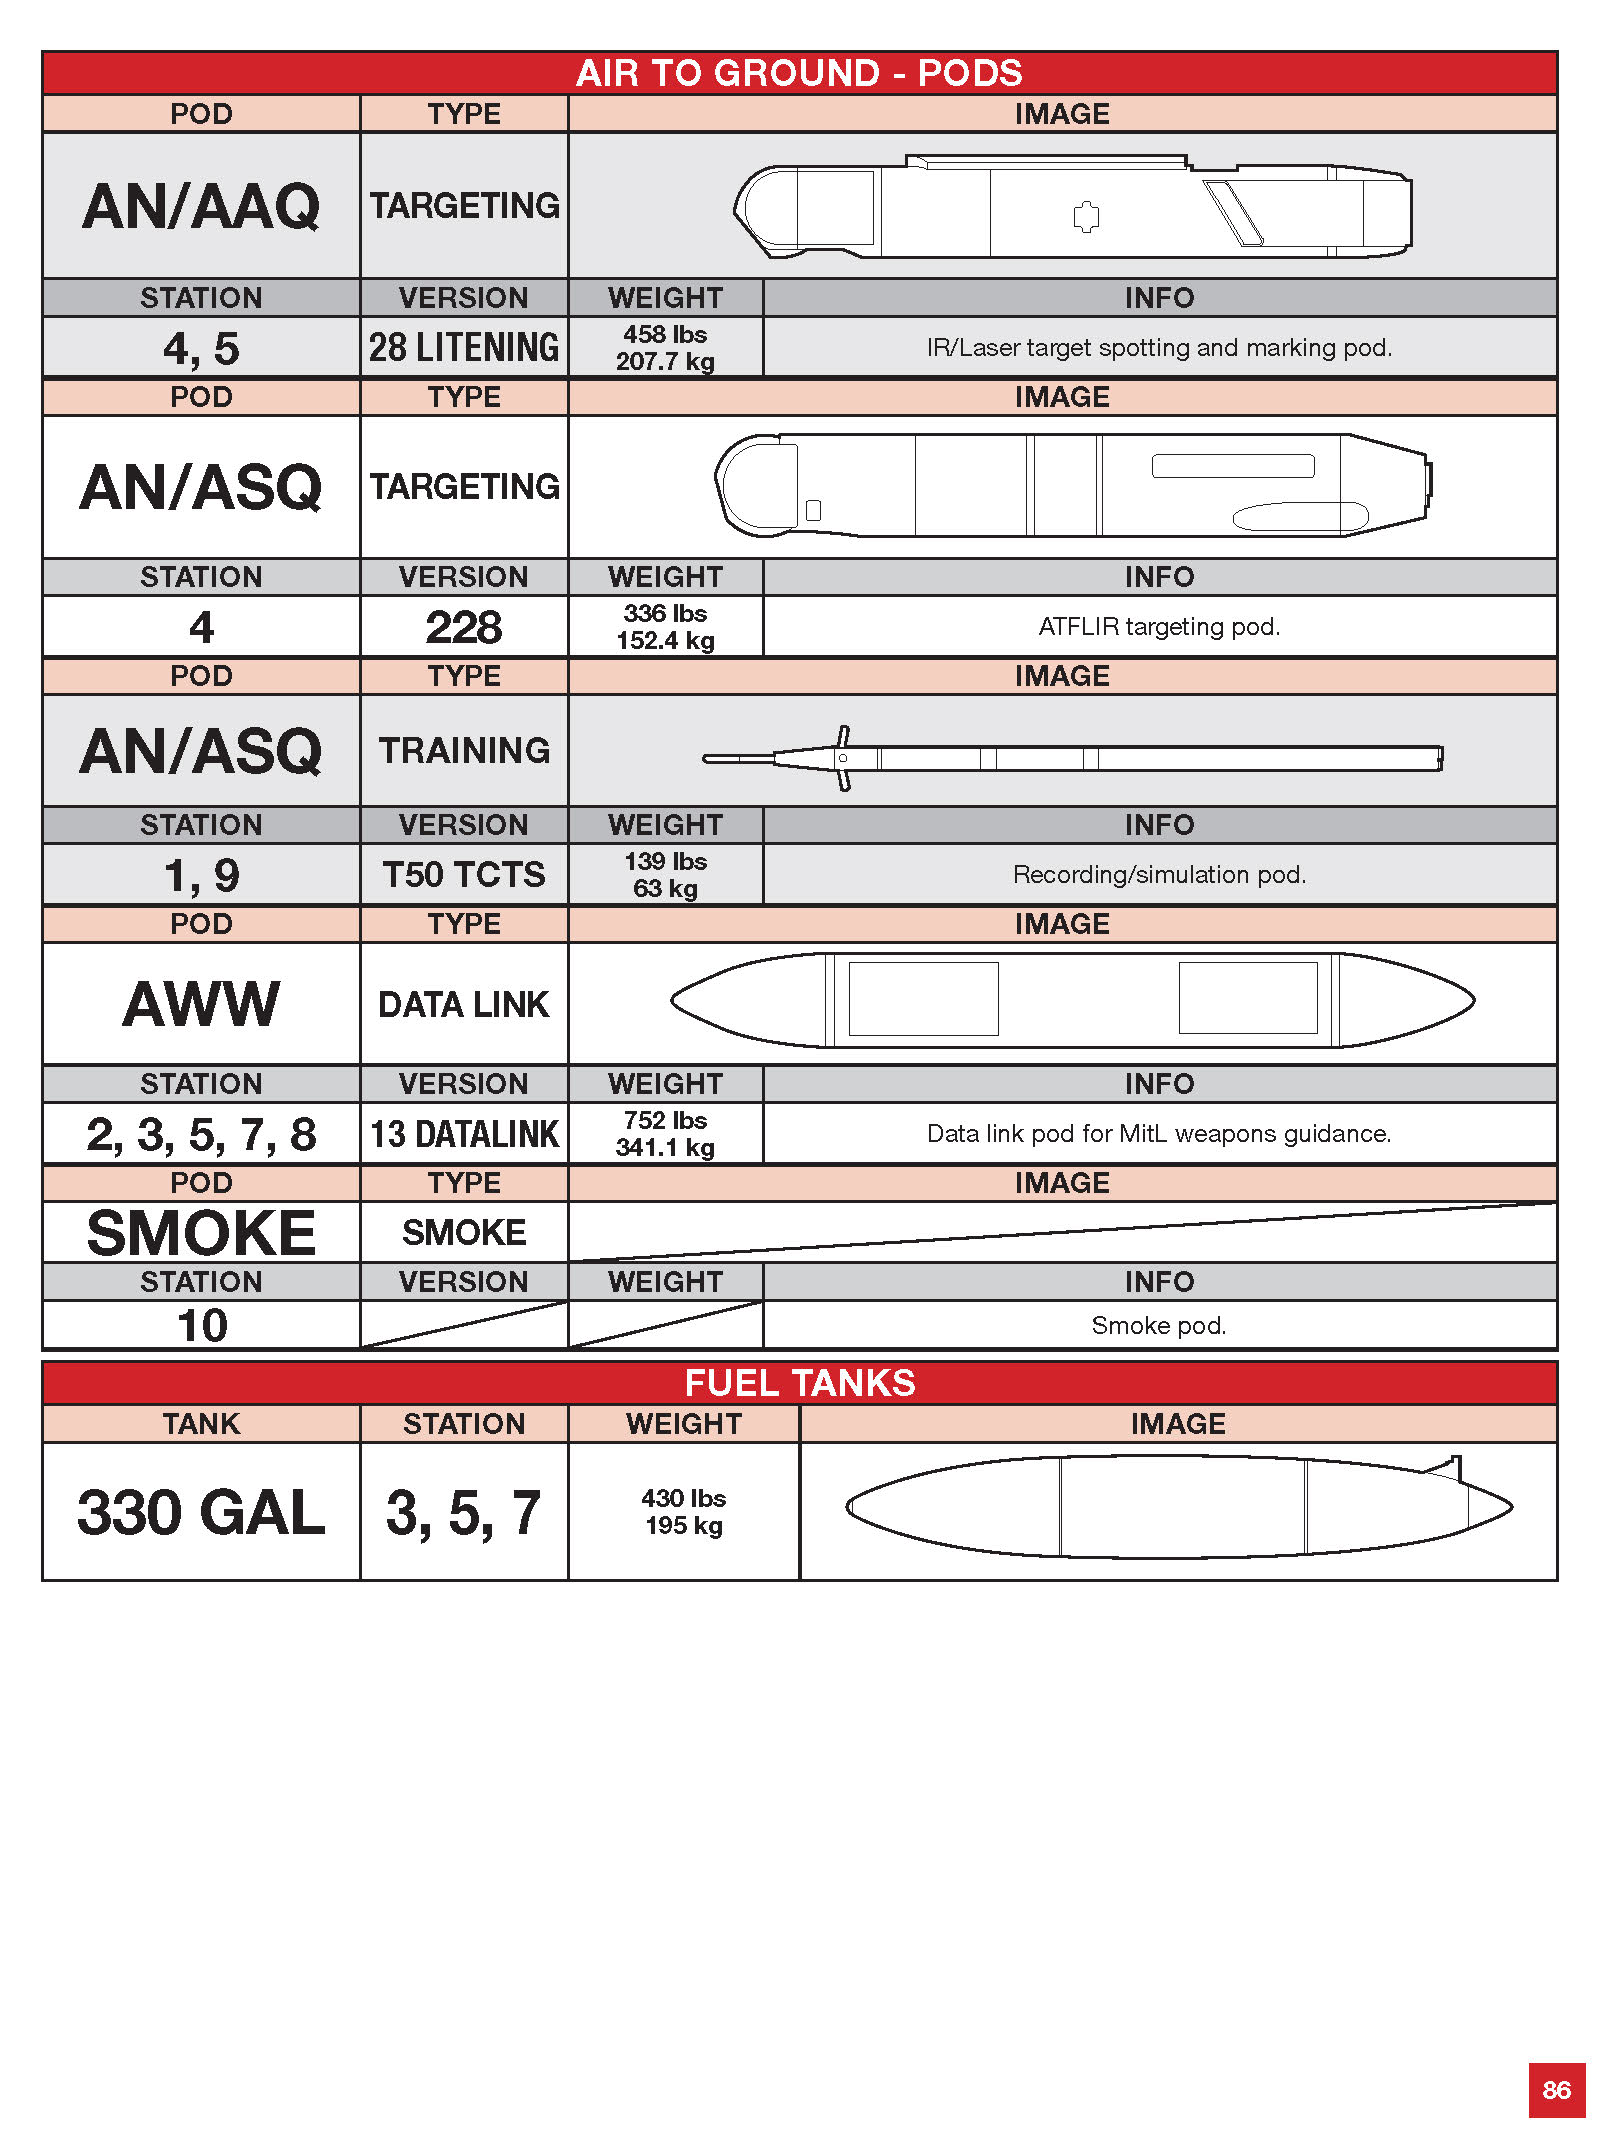 AIR TO GROUND - PODS
POD TYPE IMAGE
AN/AAQ TARGETING
STATION VERSION WEIGHT INFO
4, 5 28 LITENING 458 lbs
207.7 kg IR/Laser target spotting and marking pod.
POD TYPE IMAGE
AN/ASQ TARGETING
STATION VERSION WEIGHT INFO
4 228 336 lbs
152.4 kg ATFLIR targeting pod.
POD TYPE IMAGE
AN/ASQ TRAINING
STATION VERSION WEIGHT INFO
1, 9 T50 TCTS 139 lbs
63 kg Recording/simulation pod.
POD TYPE IMAGE
AWW DATA LINK
STATION VERSION WEIGHT INFO
2, 3, 5, 7, 8 13 DATALINK 752 lbs
341.1 kg Data link pod for MitL weapons guidance.
POD TYPE IMAGE
SMOKE SMOKE
STATION VERSION WEIGHT INFO
10 Smoke pod.
FUEL TANKS
TANK STATION WEIGHT IMAGE
330 GAL 3, 5, 7 430 lbs
195 kg
86